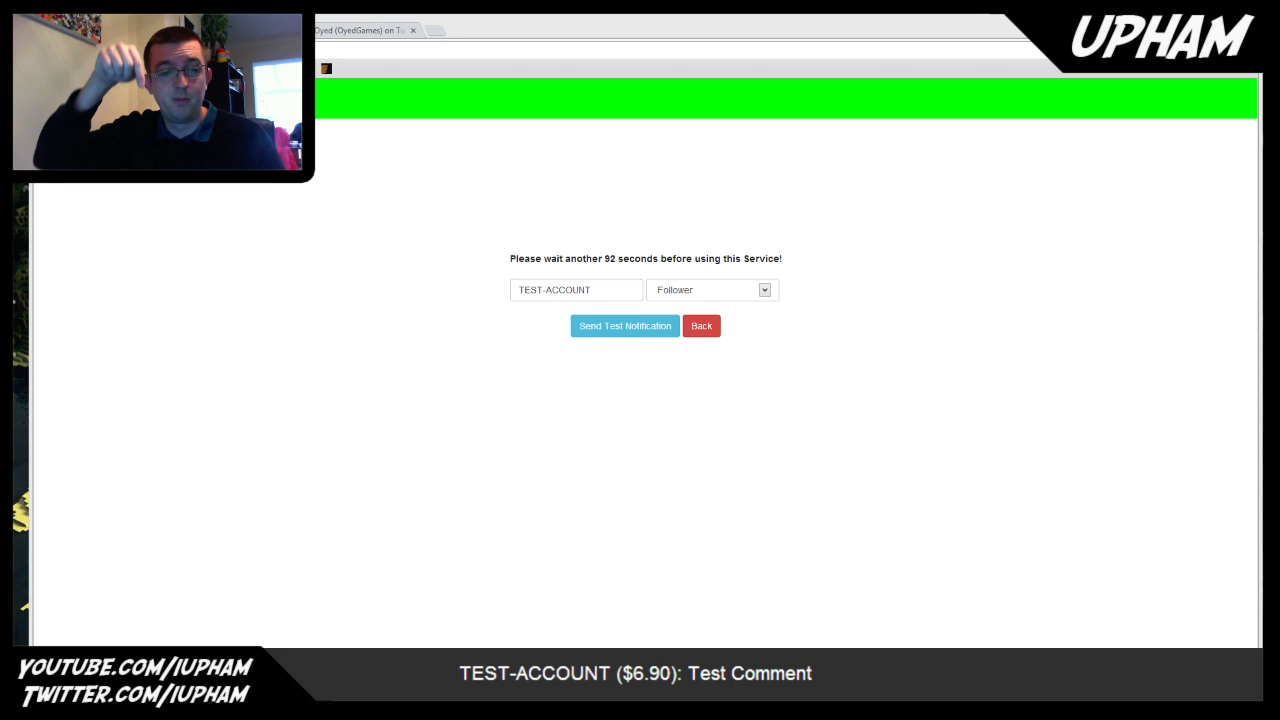 Oyed (OyedGames) on Tu
UPHAM
Please wait another 92 seconds before using this Service!
TEST-ACCOUNT
Follower
Send Test Notification
Back
YOUTUBE.COM/IUPHAM
TWITTER.COM/IUPHAM
TEST-ACCOUNT ($6.90): Test Comment